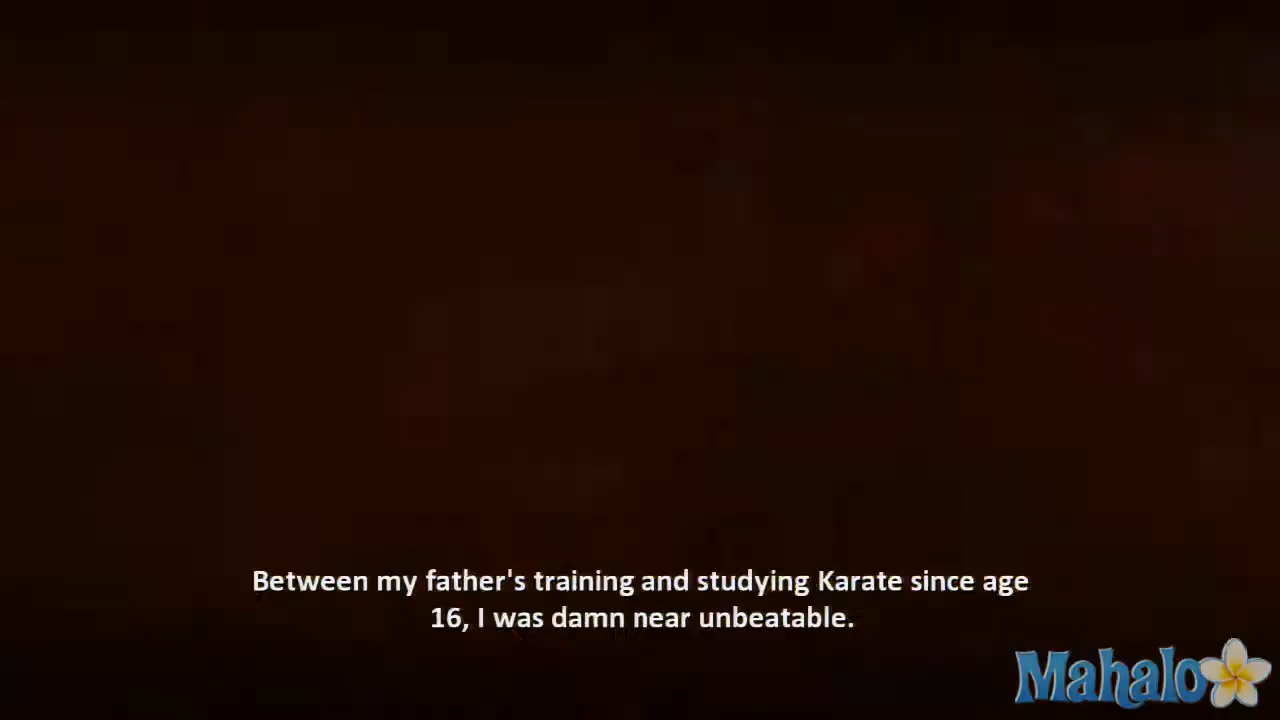 Between my father's training and studying Karate since age
16, I was damn near unbeatable.
Mahalo